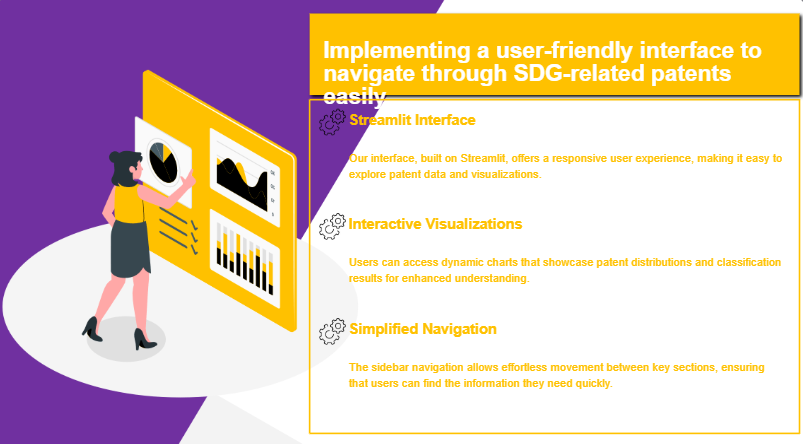 Implementing a user-friendly interface to
navigate through SDG-related patents
easily
Streamlit Interface
Our interface, built on Streamlit, offers a responsive user experience, making it easy to
explore patent data and visualizations.
Interactive Visualizations
Users can access dynamic charts that showcase patent distributions and classification
results for enhanced understanding.
Simplified Navigation
The sidebar navigation allows effortless movement between key sections, ensuring
that users can find the information they need quickly.